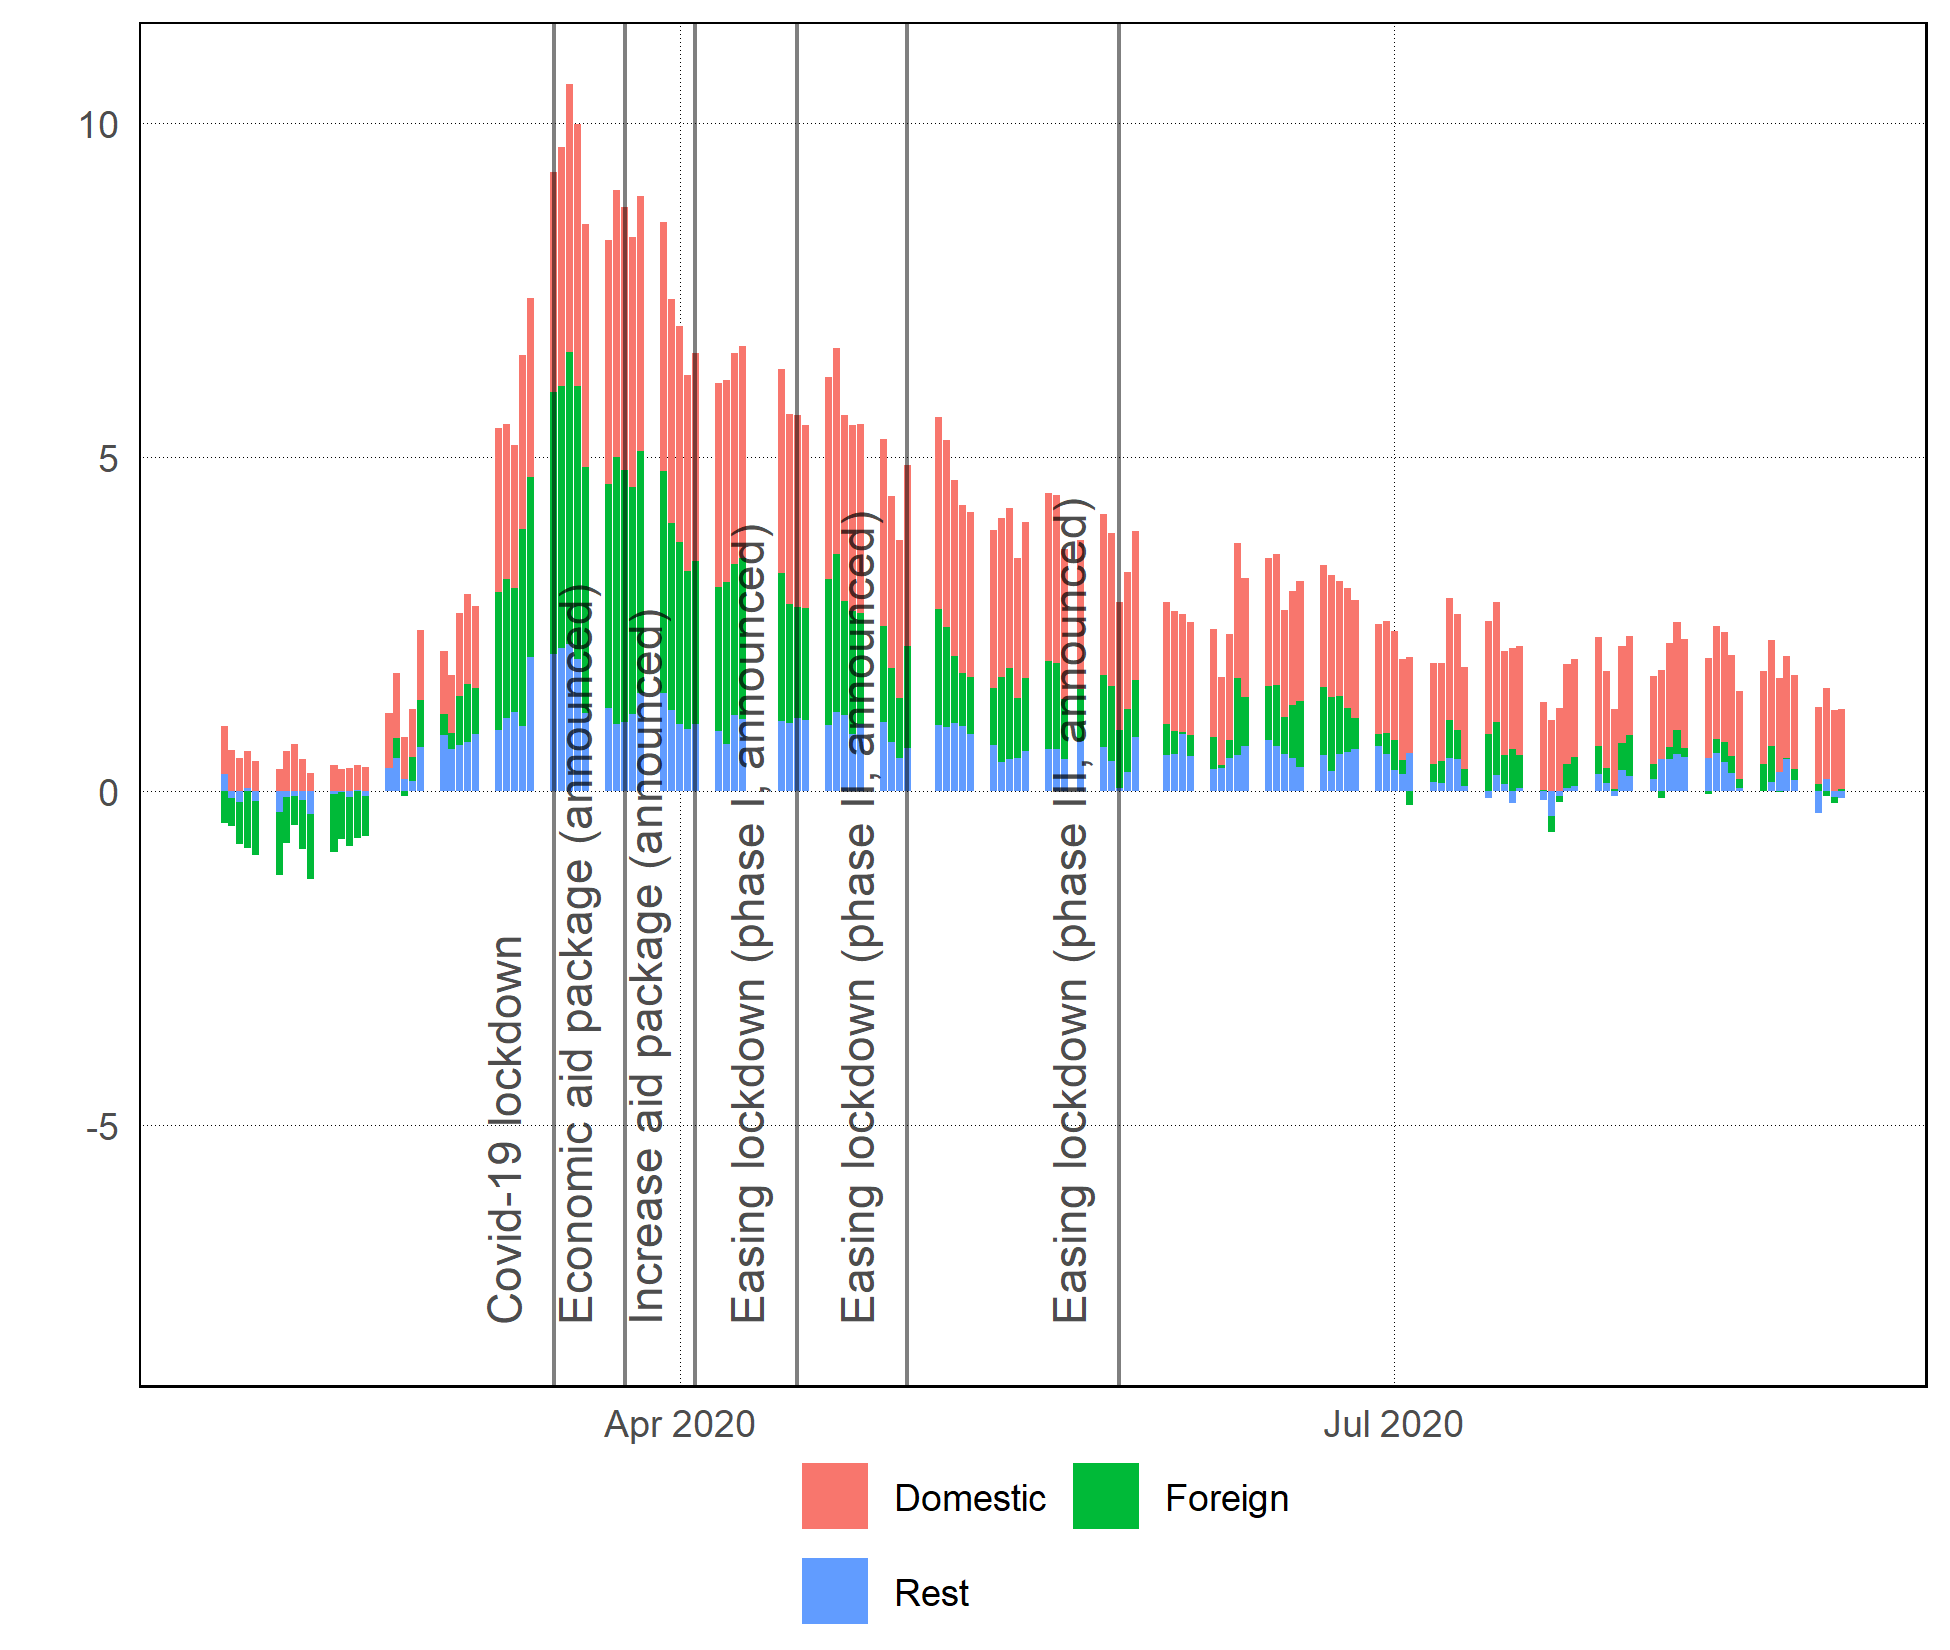 10
5
0
-5
Covid-19 lockdown
Economic aid package (announced)
Increase aid package (announced)
Easing lockdown (phase I, announced)
Easing lockdown (phase II, announced)
Easing lockdown (phase III, announced)
Apr 2020
Jul 2020
Domestic
Foreign
Rest